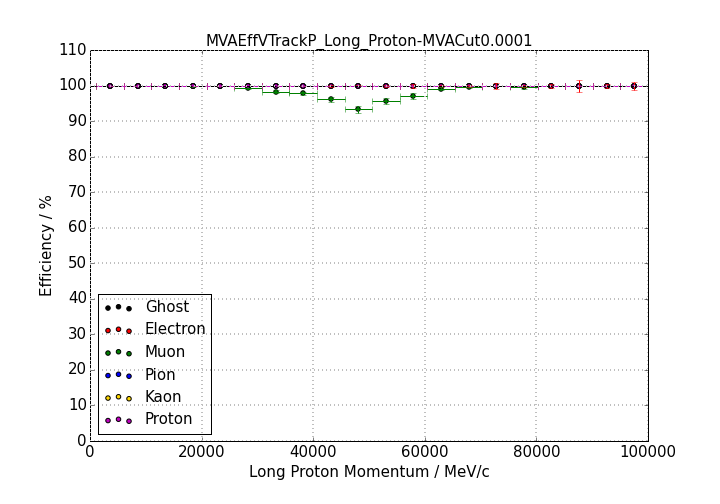 MVAEffVTrackP_Long_Proton-MVACut0.0001
110
100
90
80
70
60
50
40
30
20
10
0
Efficiency / %
Ghost
Electron
Muon
Pion
Kaon
Proton
0 20000 40000 60000 80000 100000
Long Proton Momentum / MeV/c